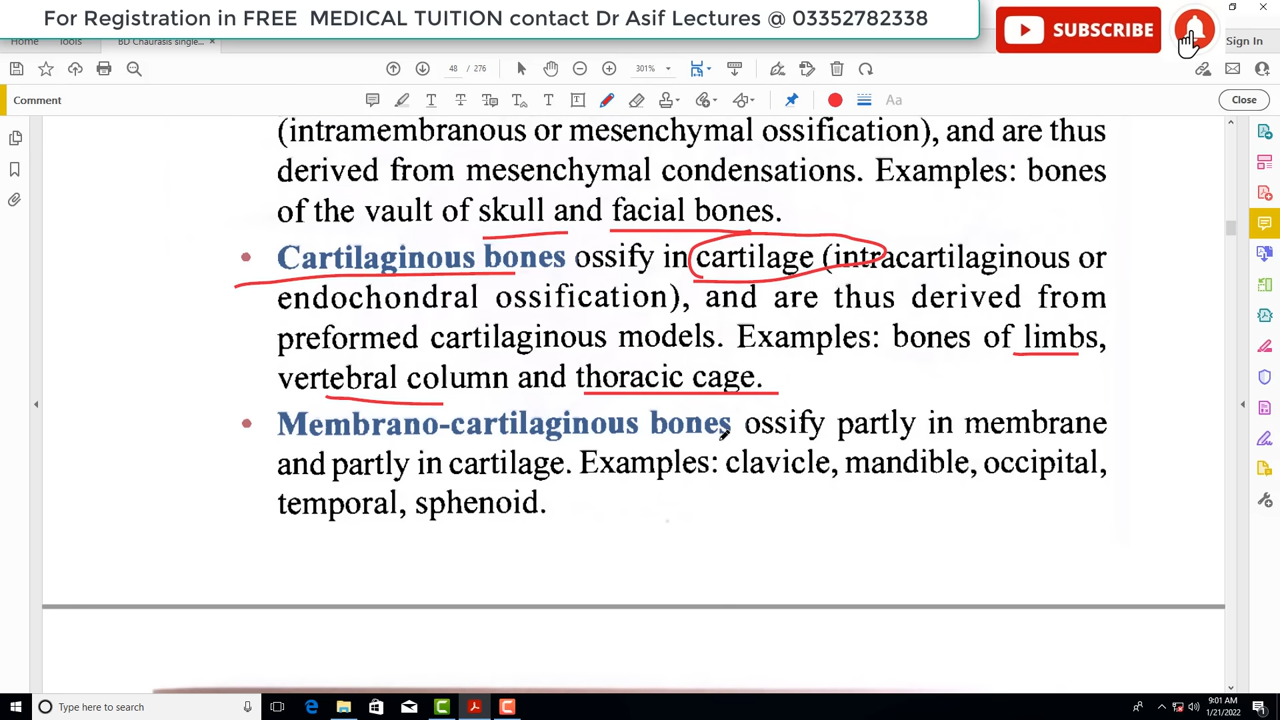 For Registration in FREE MEDICAL TUITION contact Dr Asif Lectures @ 03352782338
SUBSCRIBE
Home Tools BD Chaurasis single... × Sign In
48 / 276 301%
Comment Close
(intramembranous or mesenchymal ossification), and are thus
derived from mesenchymal condensations. Examples: bones
of the vault of skull and facial bones.
• Cartilaginous bones ossify in cartilage (intracartilaginous or
endochondral ossification), and are thus derived from
preformed cartilaginous models. Examples: bones of limbs,
vertebral column and thoracic cage.
• Membrano-cartilaginous bones ossify partly in membrane
and partly in cartilage. Examples: clavicle, mandible, occipital,
temporal, sphenoid.
Type here to search
9:01 AM
1/21/2022